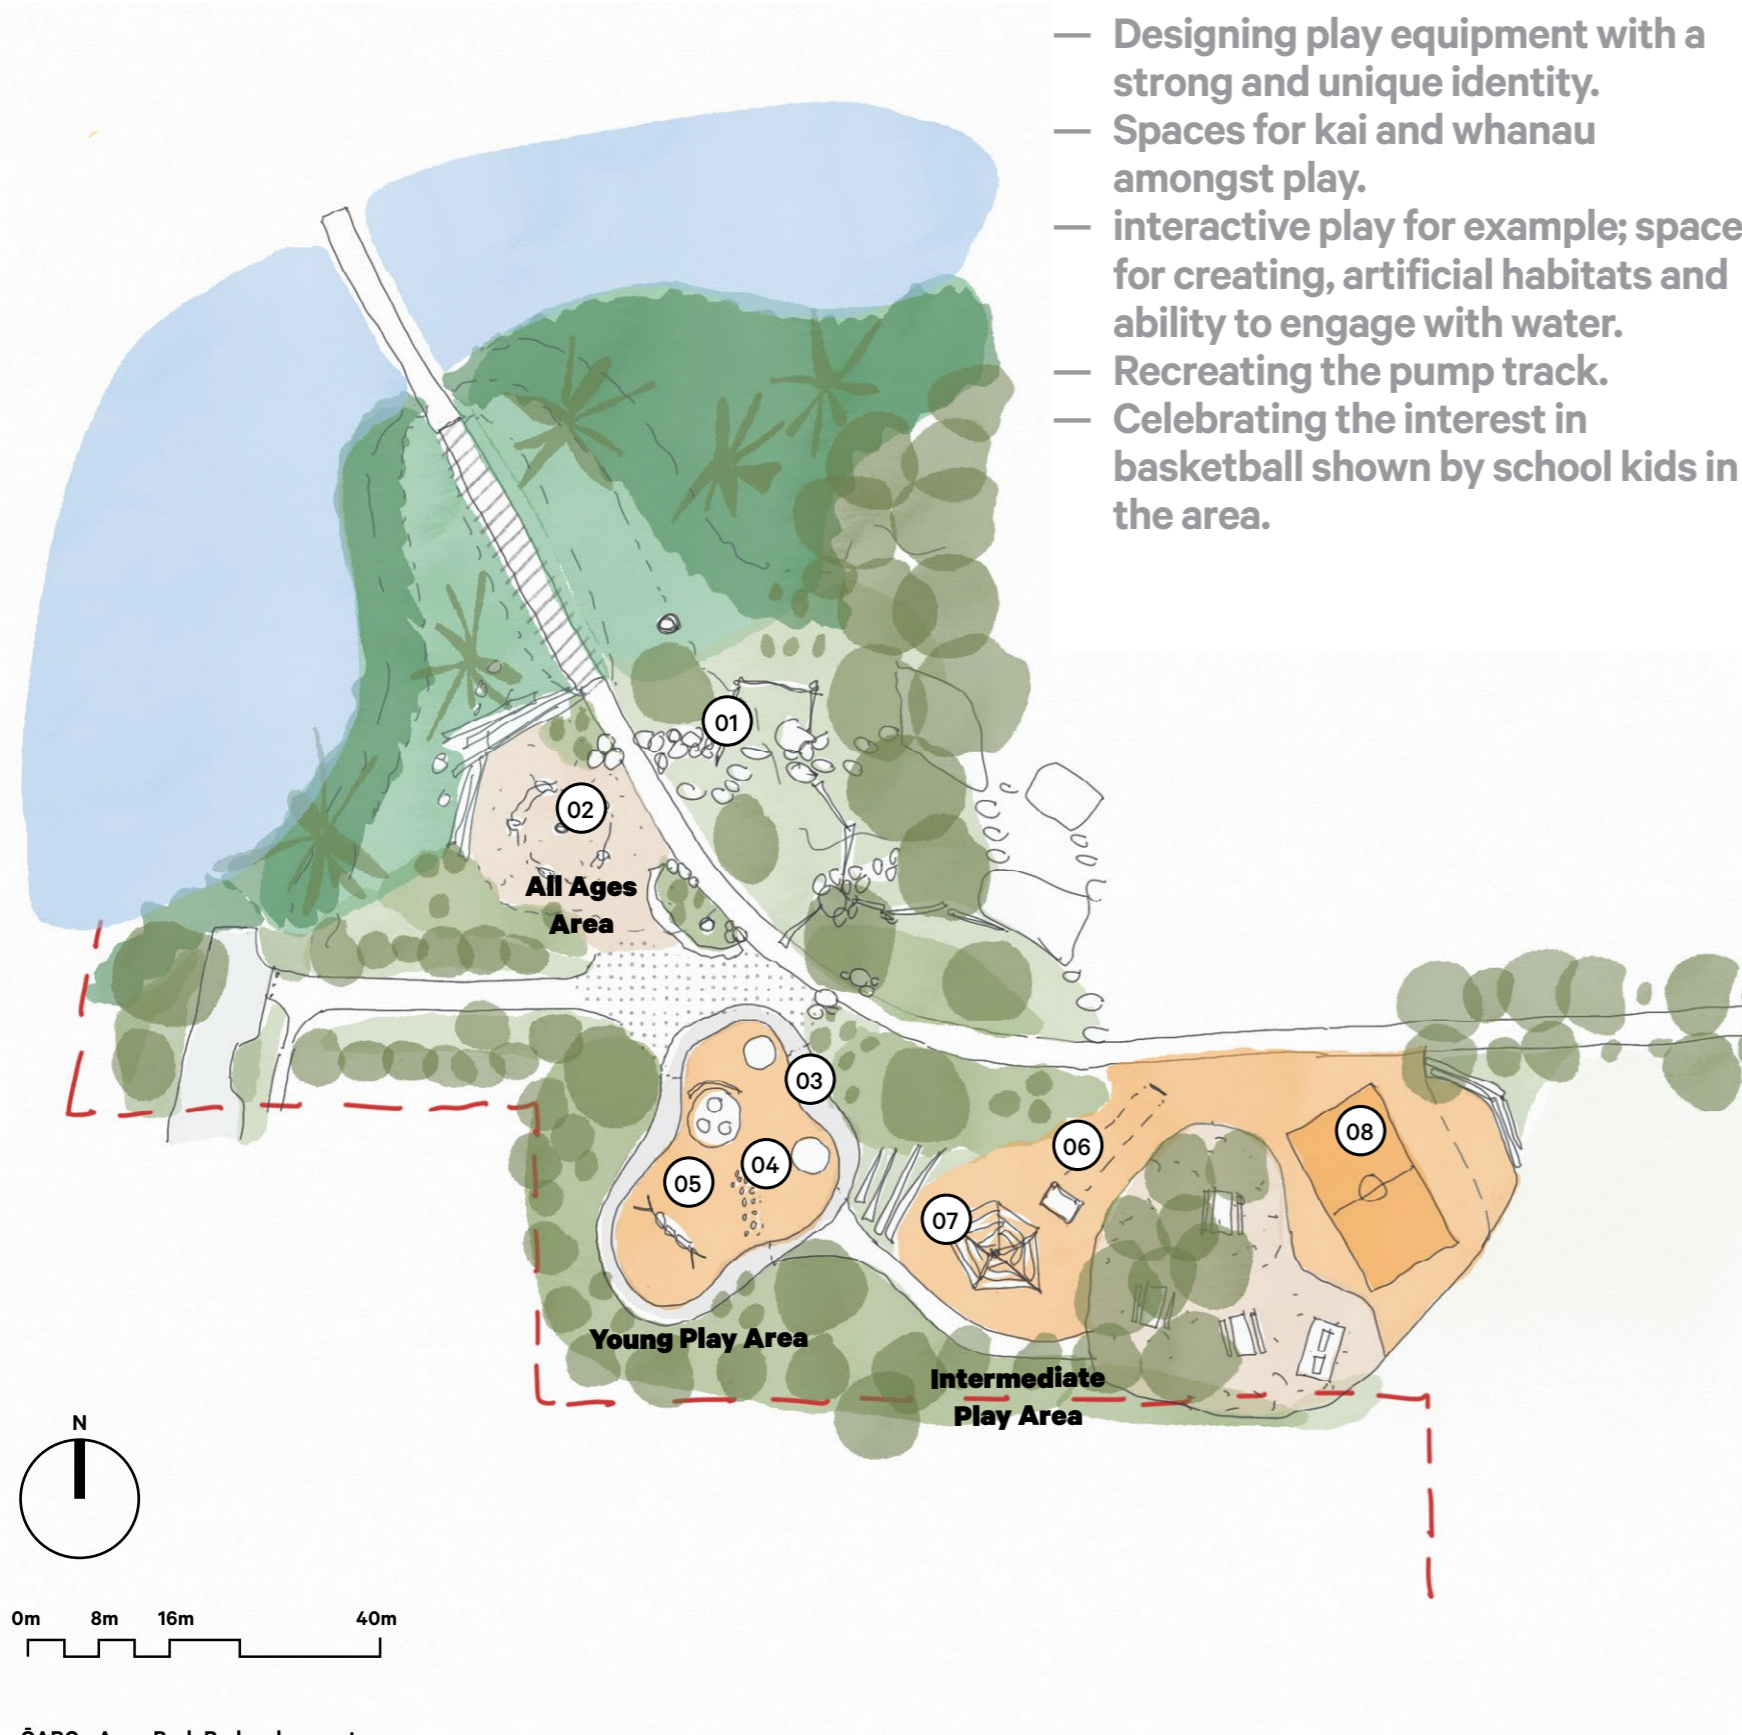 — Designing play equipment with a
strong and unique identity.
— Spaces for kai and whanau
amongst play.
— interactive play for example; space
for creating, artificial habitats and
ability to engage with water.
— Recreating the pump track.
— Celebrating the interest in
basketball shown by school kids in
the area.
01
02
All Ages
Area
03
04
05
06
07
08
Young Play Area
Intermediate
Play Area
N
0m 8m 16m 40m